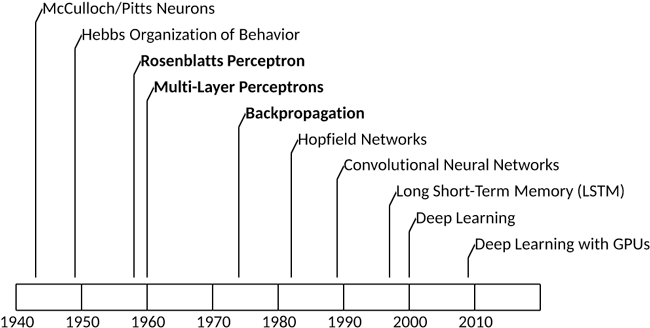 McCulloch/Pitts Neurons
Hebbs Organization of Behavior
Rosenblatts Perceptron
Multi-Layer Perceptrons
Backpropagation
Hopfield Networks
Convolutional Neural Networks
Long Short-Term Memory (LSTM)
Deep Learning
Deep Learning with GPUs
1940 1950 1960 1970 1980 1990 2000 2010